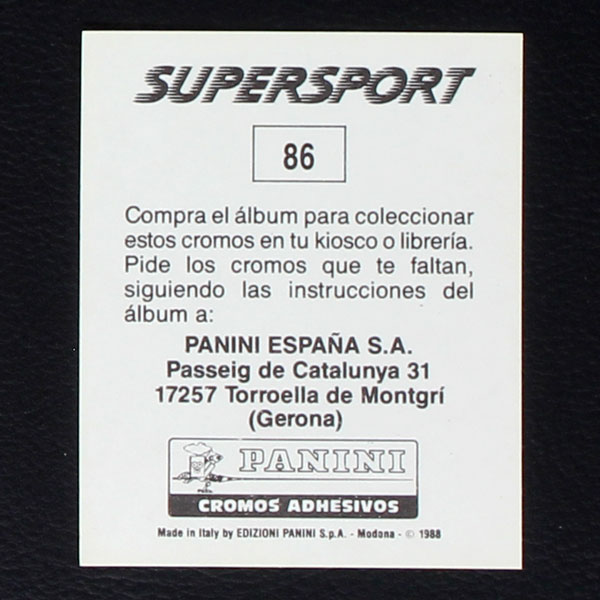 SUPERSPORT
86
Compra el álbum para coleccionar
estos cromos en tu kiosco o librería.
Pide los cromos que te faltan,
siguiendo las instrucciones del
álbum a:
PANINI ESPAÑA S.A.
Passeig de Catalunya 31
17257 Torroella de Montgrí
(Gerona)
PANINI
CROMOS ADHESIVOS
Made in Italy by EDIZIONI PANINI S.p.A. - Modena - © 1988